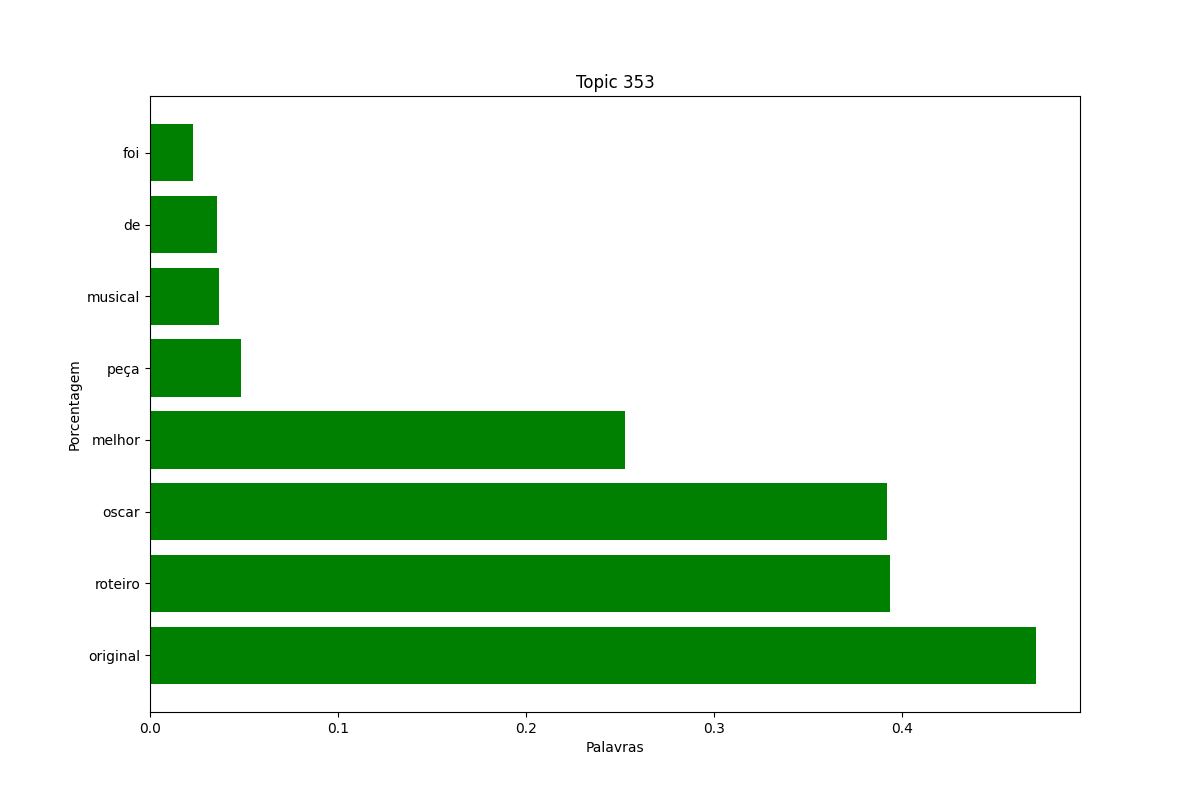 Topic 353
foi
de
musical
peça
melhor
oscar
roteiro
original
Porcentagem
0.0 0.1 0.2 0.3 0.4
Palavras